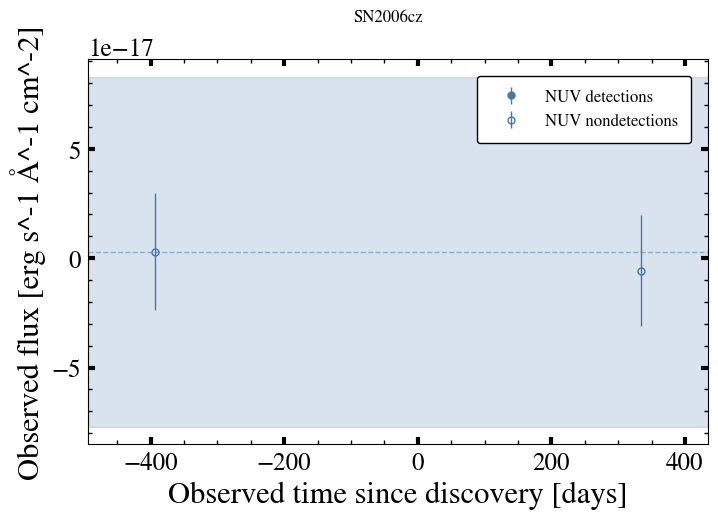 SN2006cz
1e−17
NUV detections
NUV nondetections
5
0
−5
Observed flux [erg s^-1 Å^-1 cm^-2]
−400 −200 0 200 400
Observed time since discovery [days]